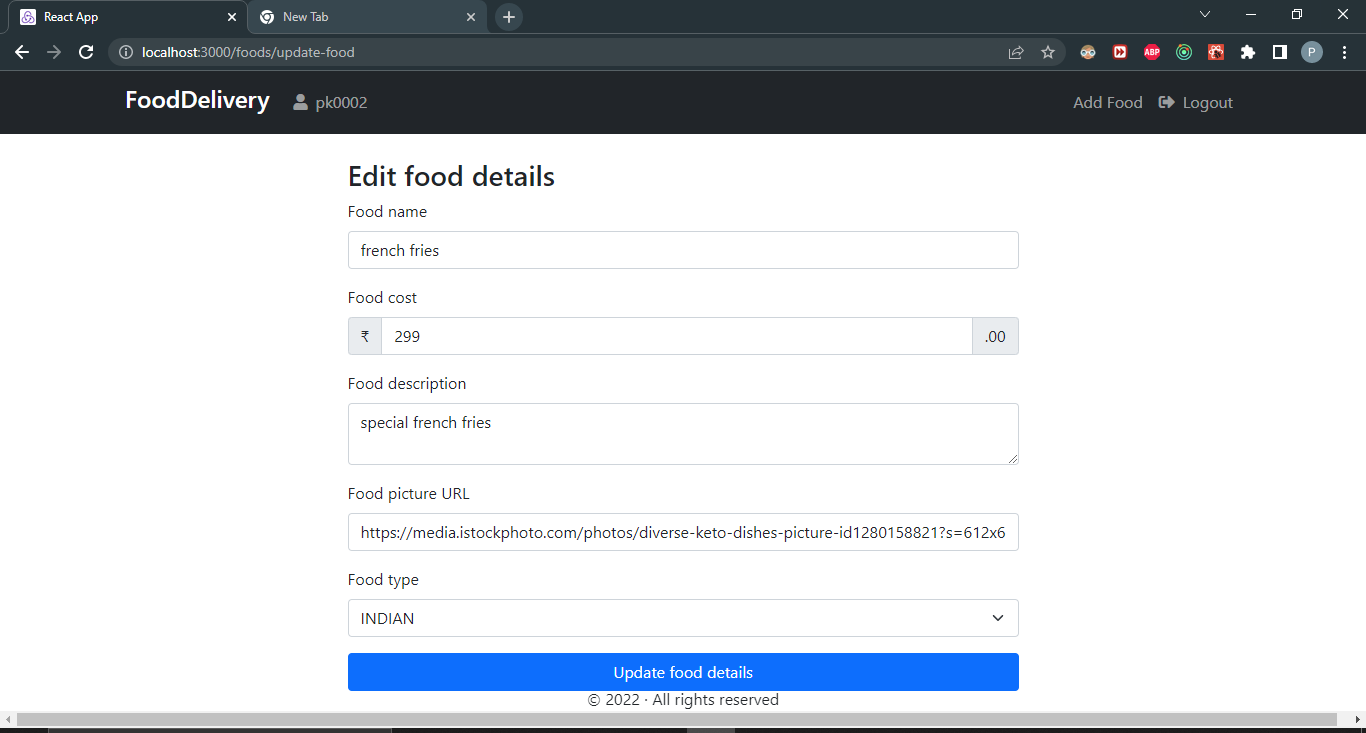 React App
New Tab
localhost:3000/foods/update-food
ABP
P
FoodDelivery pk0002 Add Food Logout
Edit food details
Food name
french fries
Food cost
₹ 299 .00
Food description
special french fries
Food picture URL
https://media.istockphoto.com/photos/diverse-keto-dishes-picture-id1280158821?s=612x6
Food type
INDIAN
Update food details
© 2022 · All rights reserved